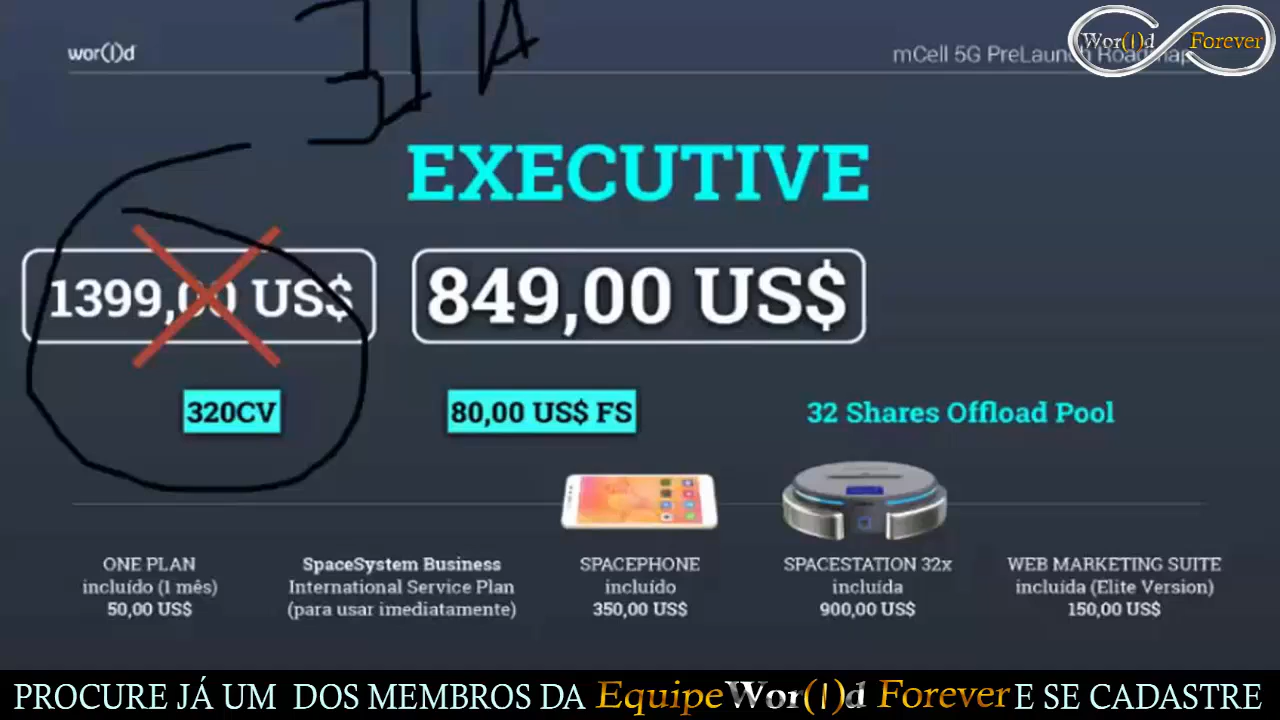 wor(l)d
mCell 5G PreLaunch Roadmap
Wor(l)d Forever
EXECUTIVE
1399,00 US$
849,00 US$
320CV
80,00 US$ FS
32 Shares Offload Pool
ONE PLAN
incluído (1 mês)
50,00 US$
SpaceSystem Business
International Service Plan
(para usar imediatamente)
SPACEPHONE
incluído
350,00 US$
SPACESTATION 32x
incluída
900,00 US$
WEB MARKETING SUITE
incluída (Elite Version)
150,00 US$
PROCURE JÁ UM DOS MEMBROS DA Equipe Wor(l)d Forever E SE CADASTRE